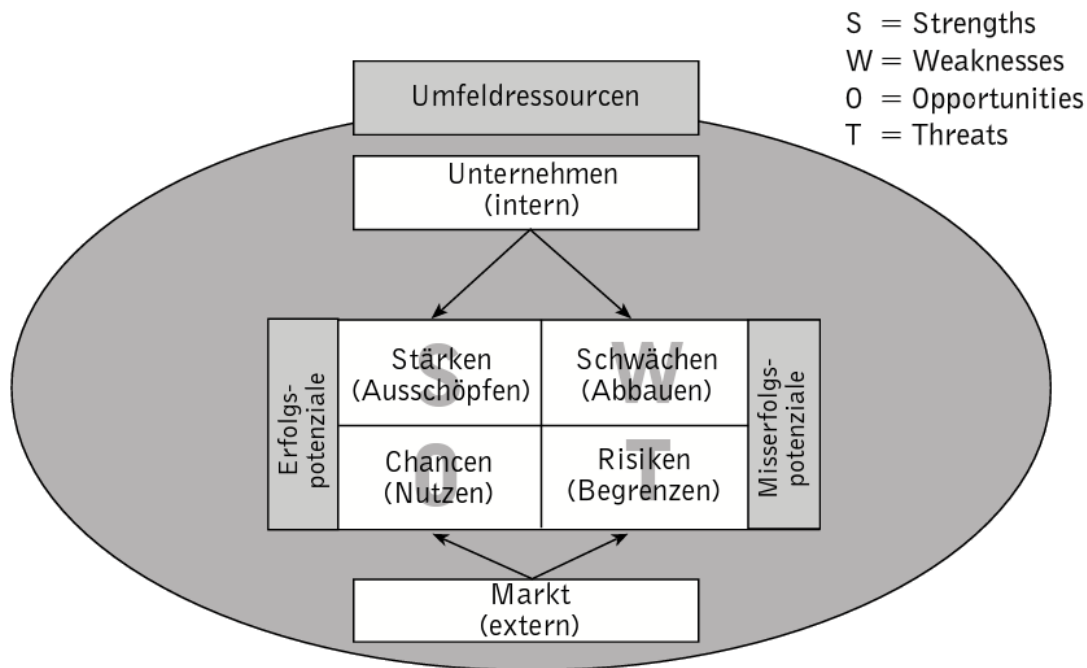 S = Strengths
W = Weaknesses
O = Opportunities
T = Threats
Umfeldressourcen
Unternehmen
(intern)
Erfolgs-
potenziale
S
Stärken
(Ausschöpfen)
W
Schwächen
(Abbauen)
O
Chancen
(Nutzen)
T
Risiken
(Begrenzen)
Misserfolgs-
potenziale
Markt
(extern)